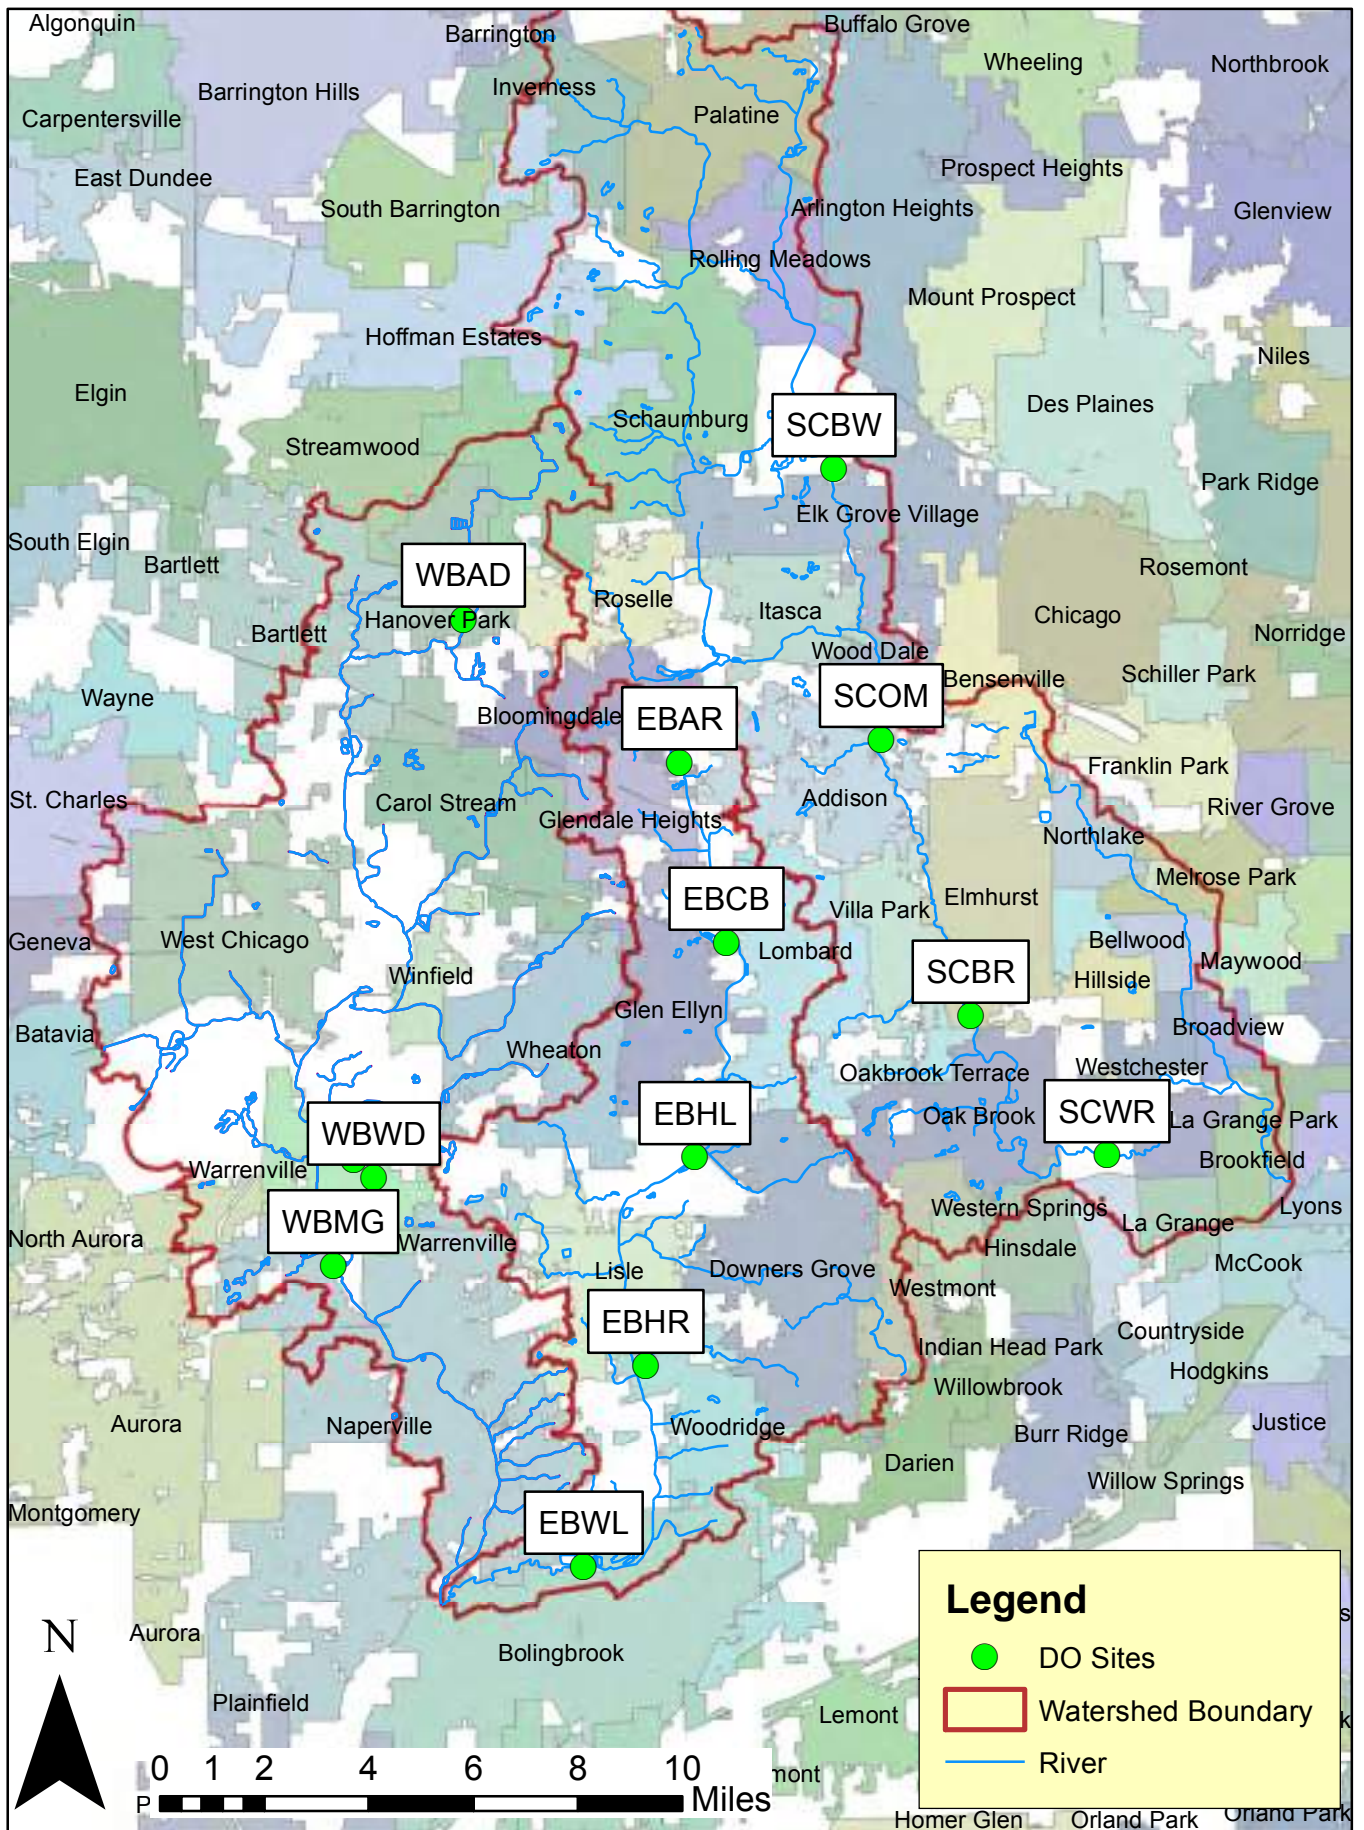 Algonquin
Barrington
Buffalo Grove
Wheeling
Northbrook
Barrington Hills
Inverness
Palatine
Carpentersville
East Dundee
Prospect Heights
South Barrington
Arlington Heights
Glenview
Rolling Meadows
Mount Prospect
Hoffman Estates
Niles
Elgin
Des Plaines
Schaumburg
SCBW
Streamwood
Park Ridge
Elk Grove Village
South Elgin
Bartlett
WBAD
Rosemont
Roselle
Itasca
Chicago
Hanover Park
Bartlett
Norridge
Wood Dale
Bensenville
Schiller Park
Wayne
SCOM
Bloomingdale
EBAR
Franklin Park
St. Charles
Carol Stream
Addison
River Grove
Glendale Heights
Northlake
Melrose Park
EBCB
Villa Park
Elmhurst
Geneva
West Chicago
Lombard
Bellwood
Maywood
SCBR
Hillside
Winfield
Glen Ellyn
Batavia
Broadview
Wheaton
Oakbrook Terrace
Westchester
EBHL
Oak Brook
SCWR
La Grange Park
WBWD
Warrenville
Brookfield
WBMG
Western Springs
La Grange
Lyons
North Aurora
Warrenville
Hinsdale
McCook
Lisle
Downers Grove
Westmont
EBHR
Countryside
Indian Head Park
Hodgkins
Willowbrook
Aurora
Naperville
Woodridge
Burr Ridge
Justice
Darien
Willow Springs
Montgomery
EBWL
Legend
N
Aurora
Bolingbrook
DO Sites
s
Plainfield
Lemont
Watershed Boundary
k
River
0 1 2 4 6 8 10
mont
P
Miles
Homer Glen
Orland Park
Orland Park